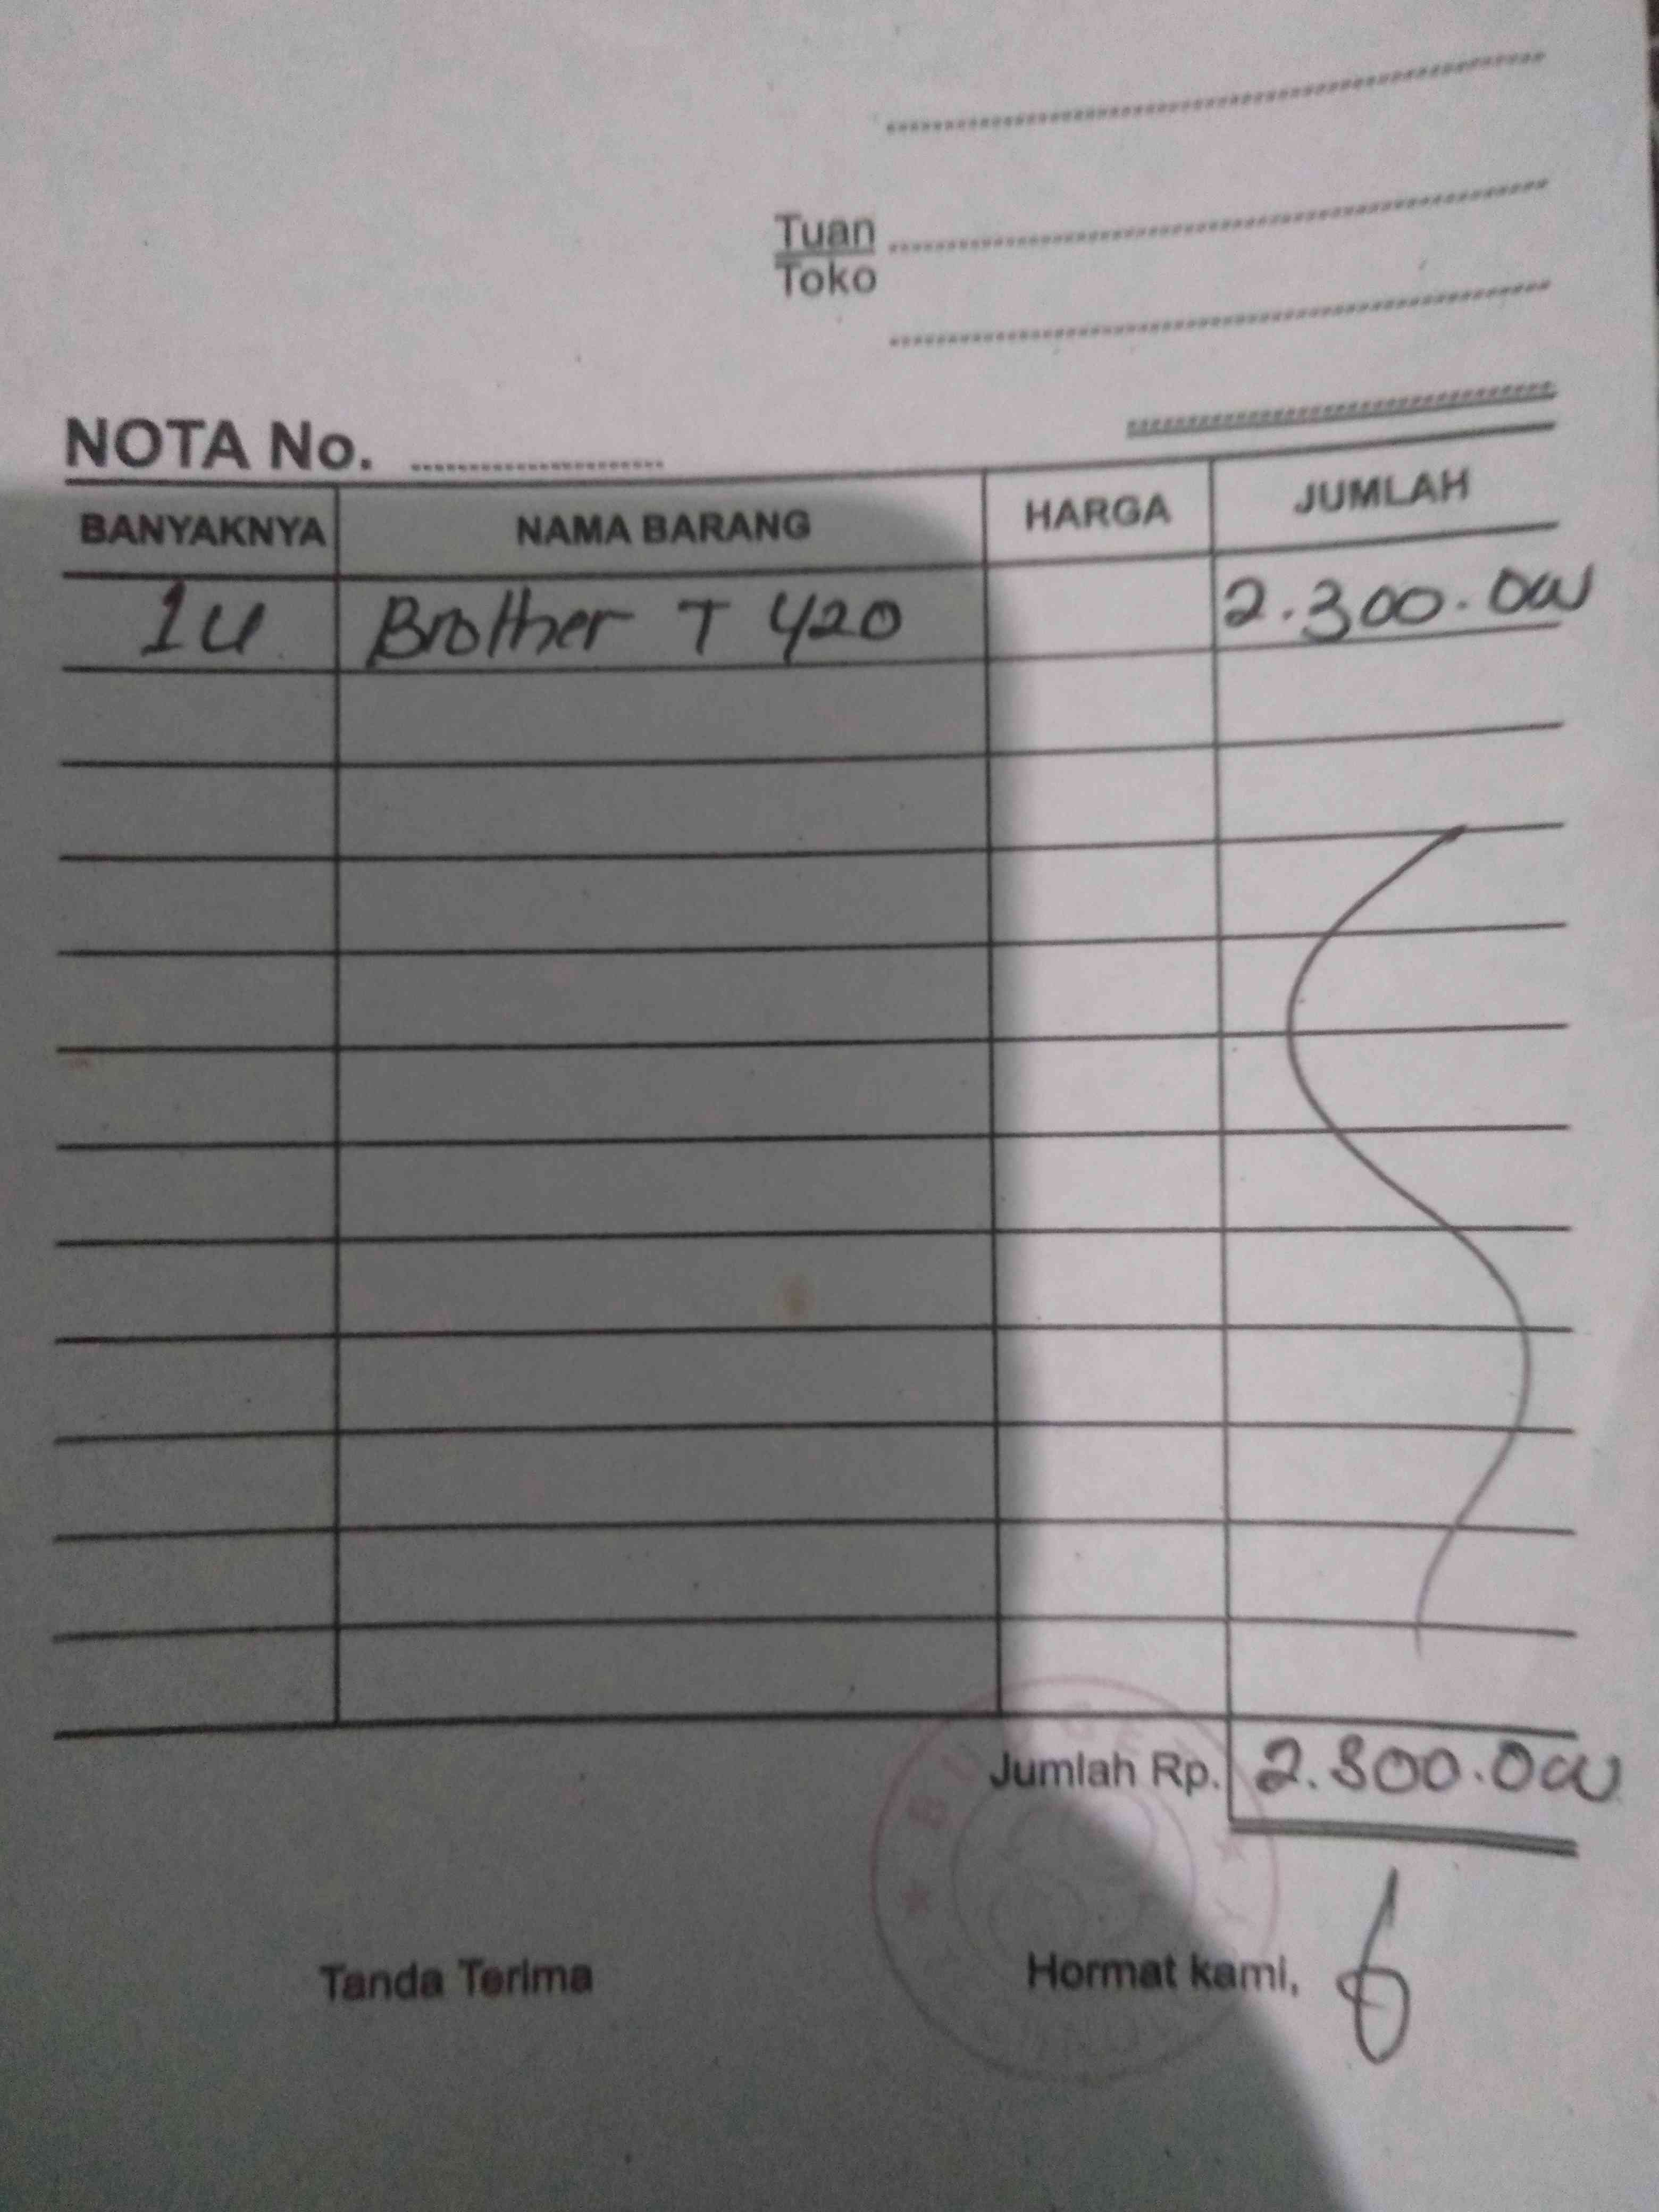 Tuan
Toko
NOTA No.
BANYAKNYA NAMA BARANG HARGA JUMLAH
1 u Brother T 420 2.300.000
Jumlah Rp. 2.300.000
Tanda Terima Hormat kami,